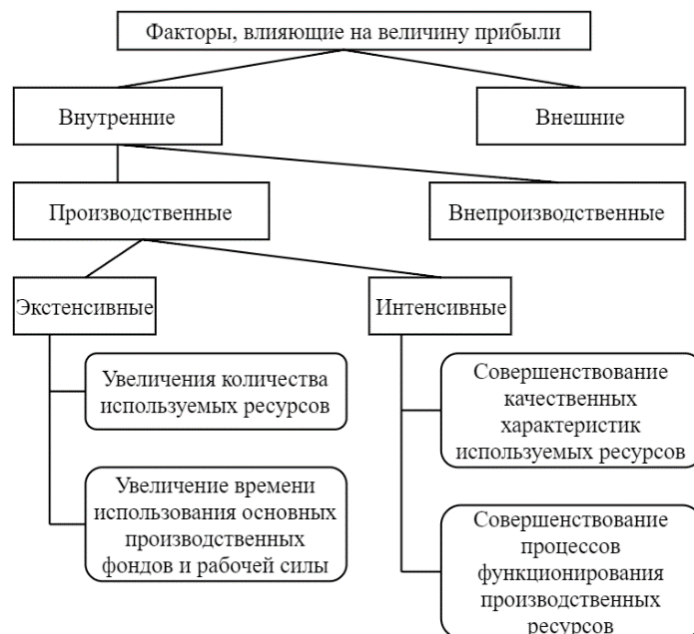 Факторы, влияющие на величину прибыли
Внутренние
Внешние
Производственные
Внепроизводственные
Экстенсивные
Интенсивные
Увеличения количества
используемых ресурсов
Совершенствование
качественных
характеристик
используемых ресурсов
Увеличение времени
использования основных
производственных
фондов и рабочей силы
Совершенствование
процессов
функционирования
производственных
ресурсов